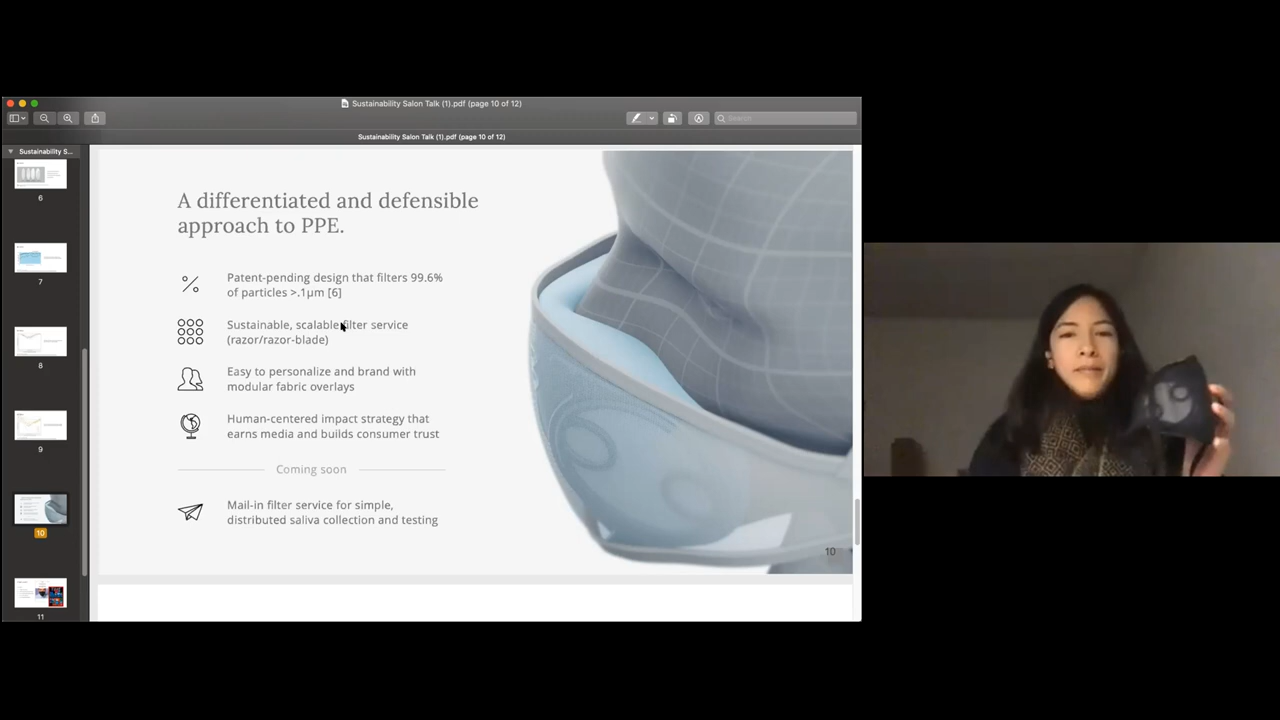 Sustainability Salon Talk (1).pdf (page 10 of 12)
Search
Sustainability Salon Talk (1).pdf (page 10 of 12)
Sustainability S...
6
7
8
9
10
11
A differentiated and defensible
approach to PPE.
Patent-pending design that filters 99.6%
of particles >.1µm [6]
Sustainable, scalable filter service
(razor/razor-blade)
Easy to personalize and brand with
modular fabric overlays
Human-centered impact strategy that
earns media and builds consumer trust
Coming soon
Mail-in filter service for simple,
distributed saliva collection and testing
10